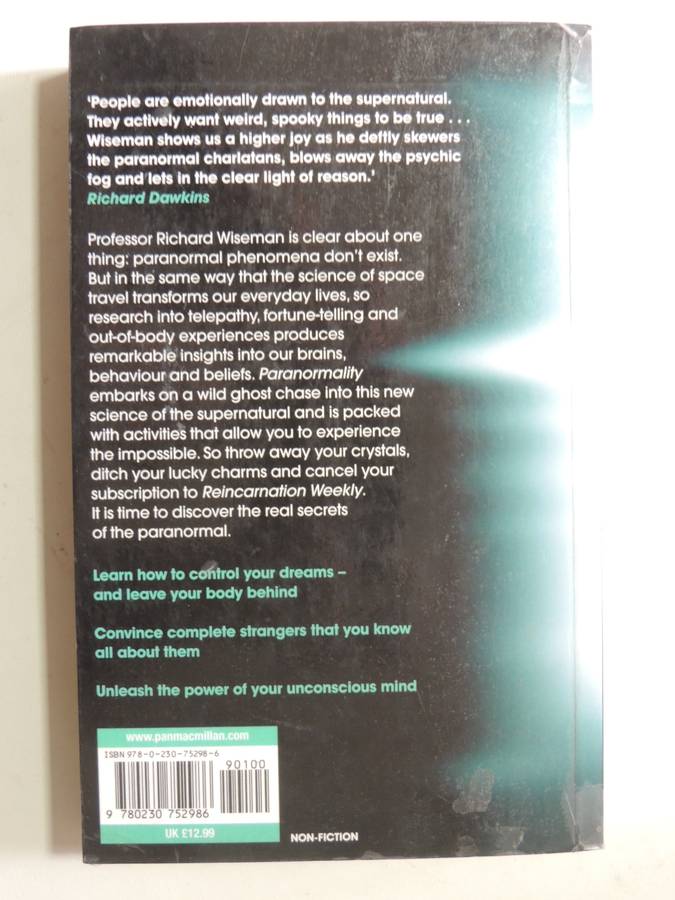 'People are emotionally drawn to the supernatural.
They actively want weird, spooky things to be true . . .
Wiseman shows us a higher joy as he deftly skewers
the paranormal charlatans, blows away the psychic
fog and lets in the clear light of reason.'
Richard Dawkins
Professor Richard Wiseman is clear about one
thing: paranormal phenomena don't exist.
But in the same way that the science of space
travel transforms our everyday lives, so
research into telepathy, fortune-telling and
out-of-body experiences produces
remarkable insights into our brains,
behaviour and beliefs. Paranormality
embarks on a wild ghost chase into this new
science of the supernatural and is packed
with activities that allow you to experience
the impossible. So throw away your crystals,
ditch your lucky charms and cancel your
subscription to Reincarnation Weekly.
It is time to discover the real secrets
of the paranormal.
Learn how to control your dreams –
and leave your body behind
Convince complete strangers that you know
all about them
Unleash the power of your unconscious mind
www.panmacmillan.com
ISBN 978-0-230-75298-6
90100
9 780230 752986
UK £12.99
NON-FICTION